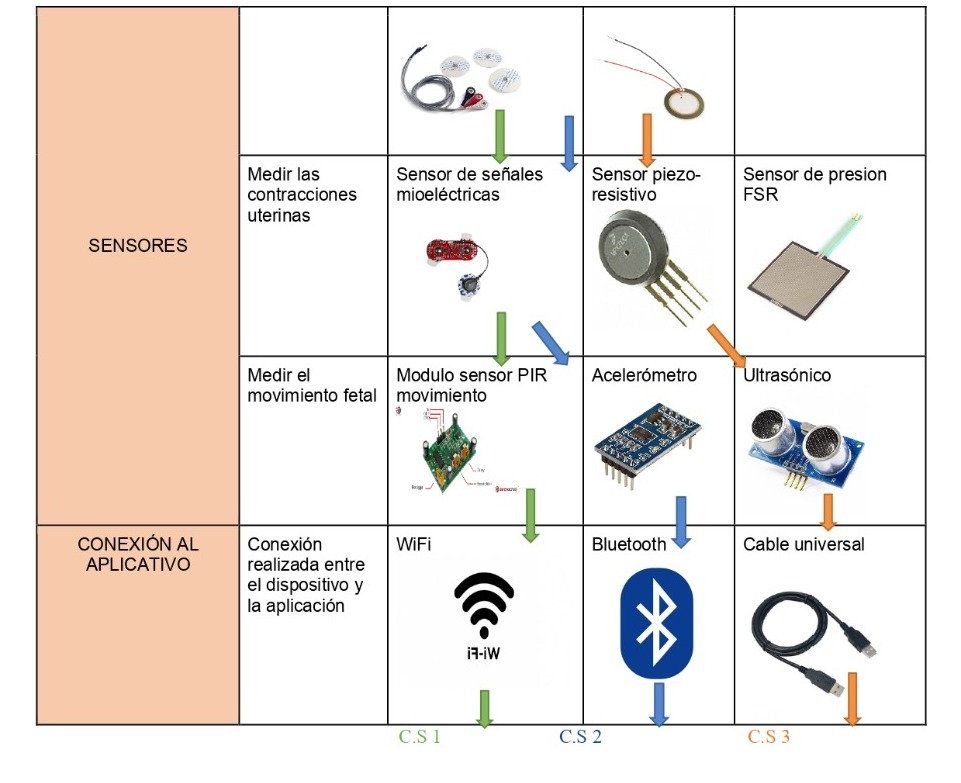 Medir las
contracciones
uterinas
Sensor de señales
mioeléctricas
Sensor piezo-
resistivo
Sensor de presion
FSR
SENSORES
Medir el
movimiento fetal
Modulo sensor PIR
movimiento
Acelerómetro
Ultrasónico
CONEXIÓN AL
APLICATIVO
Conexión
realizada entre
el dispositivo y
la aplicación
WiFi
Wi-Fi
Bluetooth
Cable universal
C.S 1
C.S 2
C.S 3